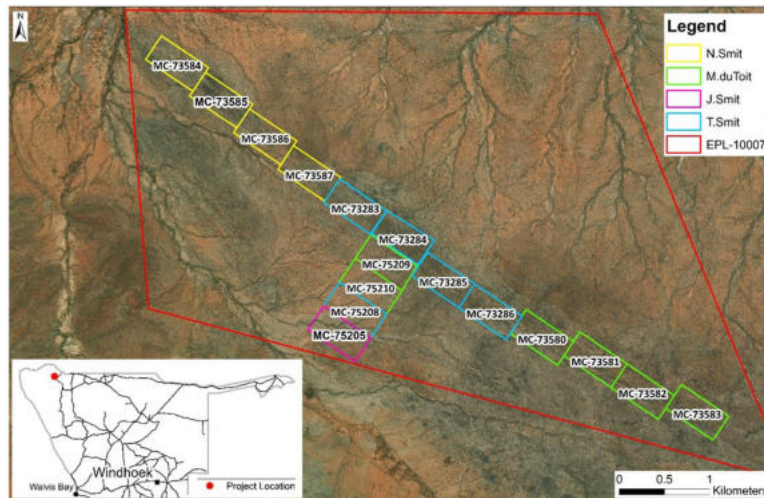 N
Legend
N.Smit
M.duToit
J.Smit
T.Smit
EPL-10007
MC-73584
MC-73585
MC-73586
MC-73587
MC-73283
MC-73284
MC-75209
MC-73285
MC-75210
MC-73286
MC-75208
MC-75205
MC-73580
MC-73581
MC-73582
MC-73583
Windhoek
Walvis Bay
Project Location
0 0.5 1
Kilometers